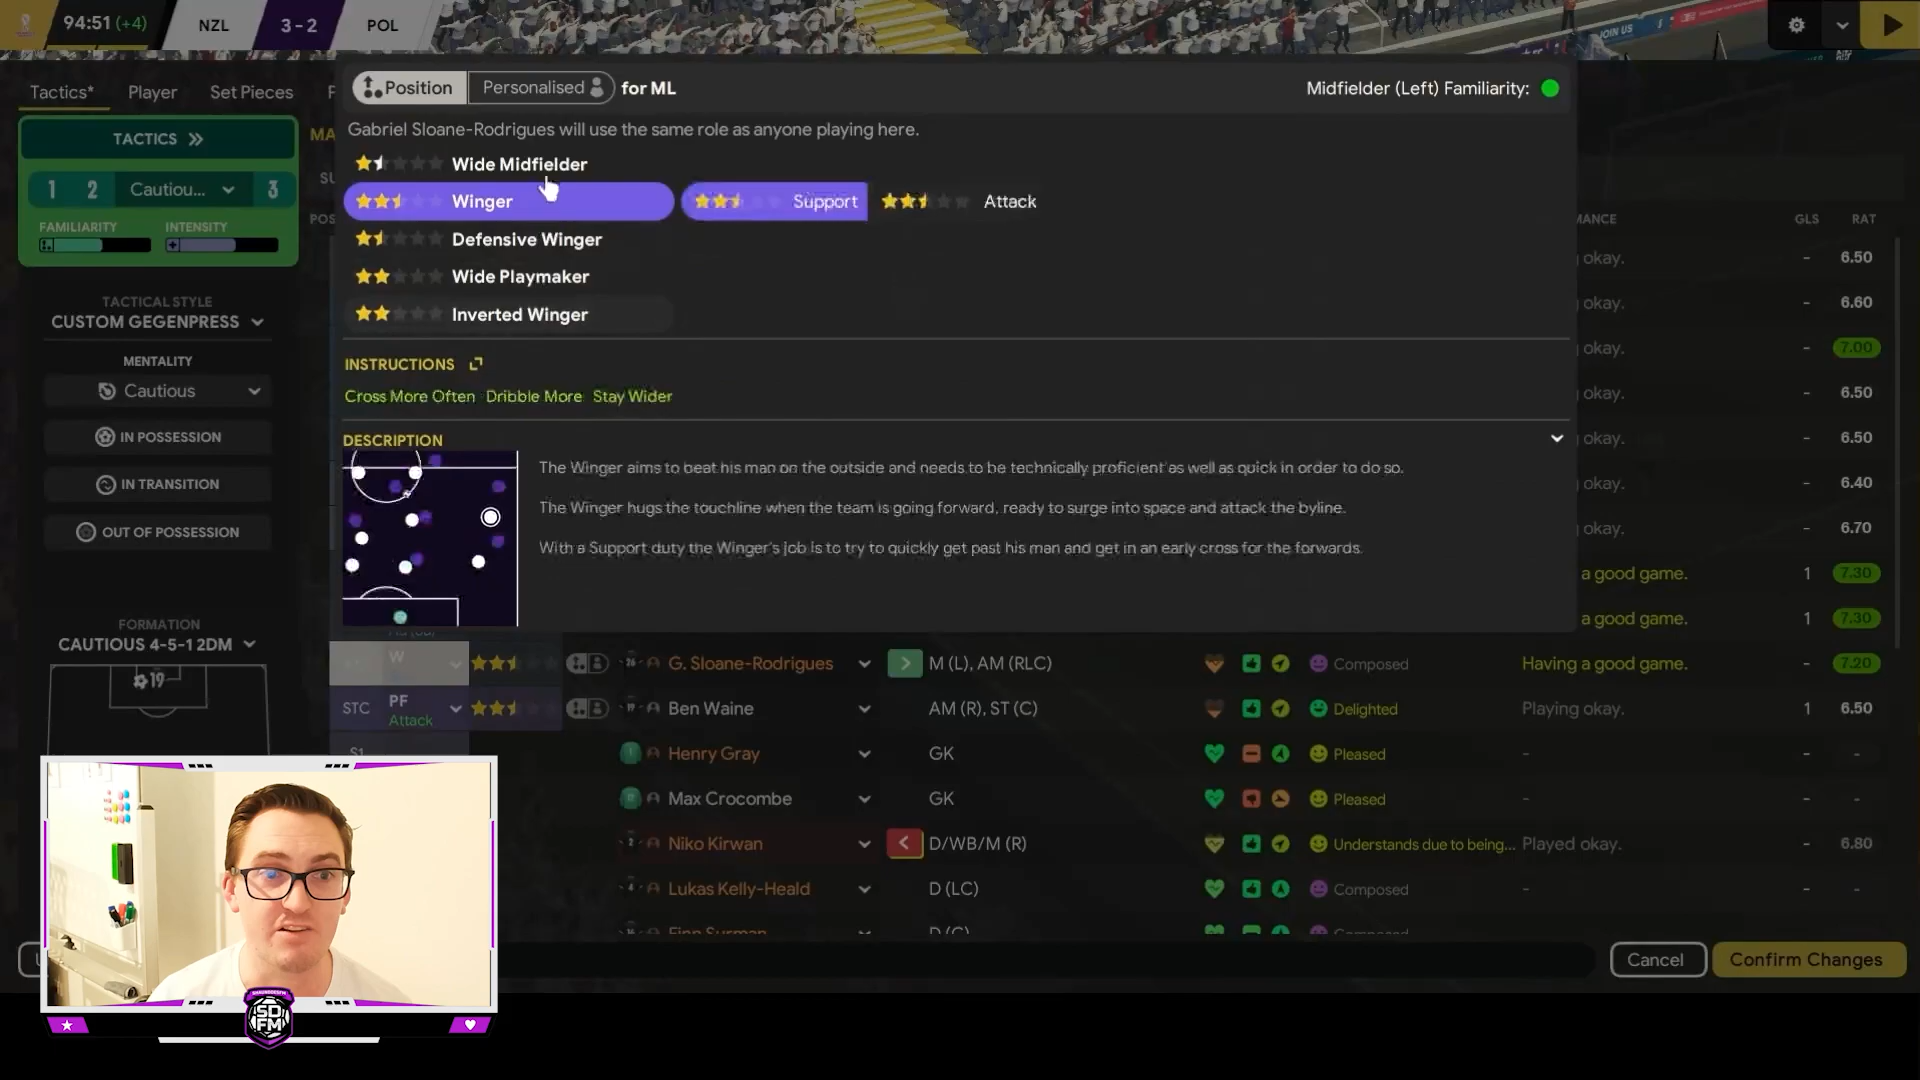 94:51 (+4) NZL 3 - 2 POL
JOIN US
Tactics* Player Set Pieces
Position Personalised for ML Midfielder (Left) Familiarity:
Gabriel Sloane-Rodrigues will use the same role as anyone playing here.
TACTICS
1 2 Cautiou... 3
FAMILIARITY INTENSITY
Wide Midfielder
Winger Support Attack
Defensive Winger
Wide Playmaker
Inverted Winger
GLS RAT
okay. - 6.50
okay. - 6.60
okay. - 7.00
okay. - 6.50
okay. - 6.50
okay. - 6.40
- 6.70
a good game. 1 7.30
a good game. 1 7.30
TACTICAL STYLE
CUSTOM GEGENPRESS
MENTALITY
Cautious
IN POSSESSION
IN TRANSITION
OUT OF POSSESSION
INSTRUCTIONS
Cross More Often Dribble More Stay Wider
DESCRIPTION
The Winger aims to beat his man on the outside and needs to be technically proficient as well as quick in order to do so.
The Winger hugs the touchline when the team is going forward, ready to surge into space and attack the byline.
With a Support duty the Winger's job is to try to quickly get past his man and get in an early cross for the forwards.
FORMATION
CAUTIOUS 4-5-1 2DM
19
W G. Sloane-Rodrigues M (L), AM (RLC) Composed Having a good game. - 7.20
STC PF Attack Ben Waine AM (R), ST (C) Delighted Playing okay. 1 6.50
S1 Henry Gray GK Pleased - - -
Max Crocombe GK Pleased - - -
Niko Kirwan D/WB/M (R) Understands due to being... Played okay. - 6.80
Lukas Kelly-Heald D (LC) Composed - - -
Finn Surman D (C) Composed
Cancel Confirm Changes
SDFM